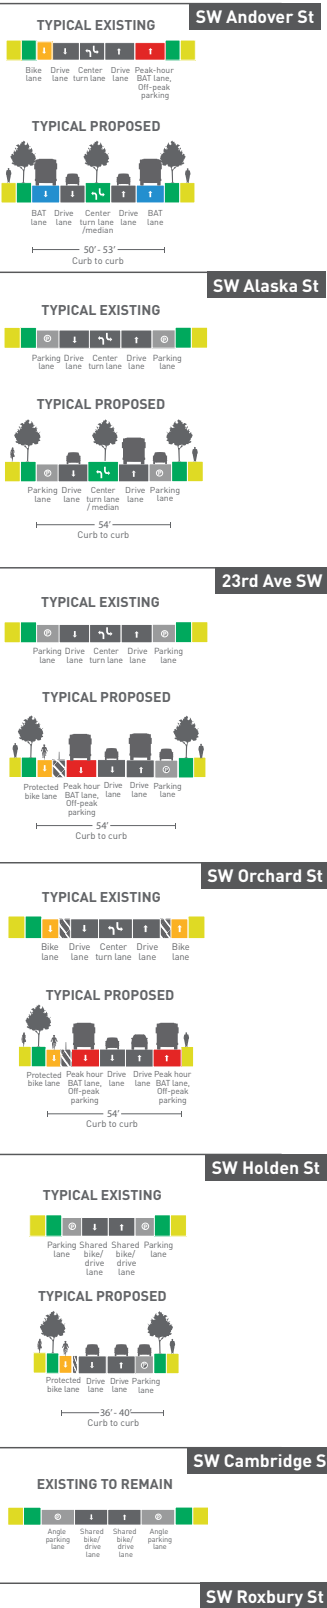 SW Andover St
TYPICAL EXISTING
Bike Drive Center Drive Peak-hour
lane lane turn lane lane BAT lane,
Off-peak
parking
TYPICAL PROPOSED
BAT Drive Center Drive BAT
lane lane turn lane lane lane
/median
50' - 53'
Curb to curb
SW Alaska St
TYPICAL EXISTING
P P
Parking Drive Center Drive Parking
lane lane turn lane lane lane
TYPICAL PROPOSED
P P
Parking Drive Center Drive Parking
lane lane turn lane lane lane
/ median
54'
Curb to curb
23rd Ave SW
TYPICAL EXISTING
P P
Parking Drive Center Drive Parking
lane lane turn lane lane lane
TYPICAL PROPOSED
P
Protected Peak hour Drive Drive Parking
bike lane BAT lane, lane lane lane
Off-peak
parking
54'
Curb to curb
SW Orchard St
TYPICAL EXISTING
Bike Drive Center Drive Bike
lane lane turn lane lane lane
TYPICAL PROPOSED
Protected Peak hour Drive Drive Peak hour
bike lane BAT lane, lane lane BAT lane,
Off-peak Off-peak
parking parking
54'
Curb to curb
SW Holden St
TYPICAL EXISTING
P P
Parking Shared Shared Parking
lane bike/ bike/ lane
drive drive
lane lane
TYPICAL PROPOSED
P
Protected Drive Drive Parking
bike lane lane lane lane
36' - 40'
Curb to curb
SW Cambridge S
EXISTING TO REMAIN
P P
Angle Shared Shared Angle
parking bike/ bike/ parking
lane drive drive lane
lane lane
SW Roxbury St